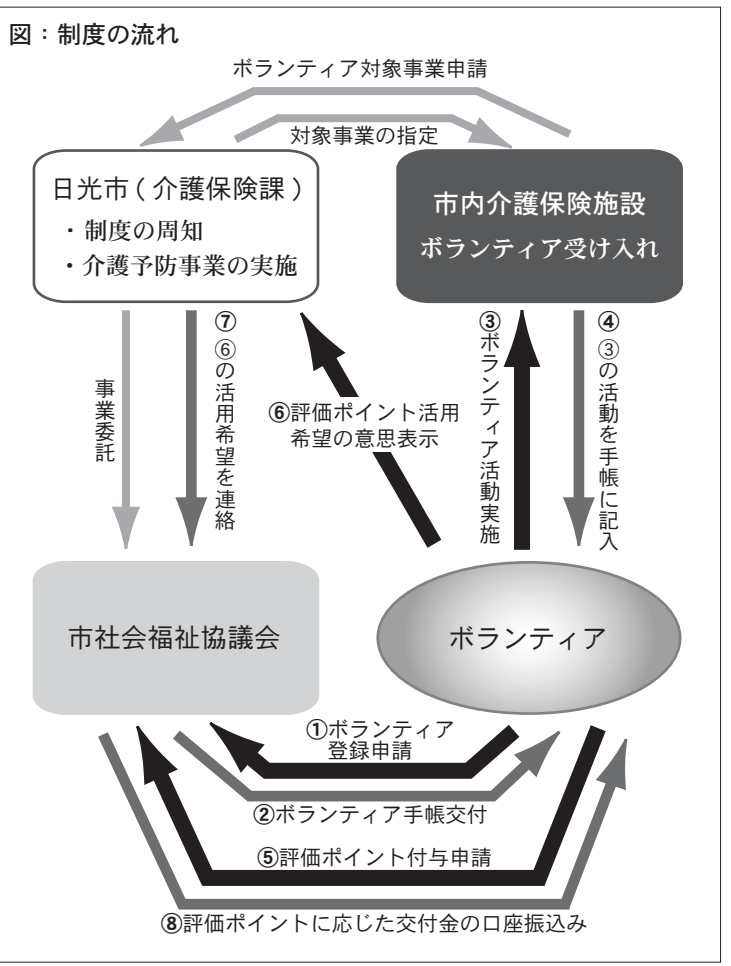 図：制度の流れ
ボランティア対象事業申請
対象事業の指定
日光市（介護保険課）
・制度の周知
・介護予防事業の実施
市内介護保険施設
ボランティア受け入れ
事業委託
⑦⑥の活用希望を連絡
⑥評価ポイント活用
希望の意思表示
③ボランティア活動実施
④③の活動を手帳に記入
市社会福祉協議会
ボランティア
①ボランティア
登録申請
②ボランティア手帳交付
⑤評価ポイント付与申請
⑧評価ポイントに応じた交付金の口座振込み